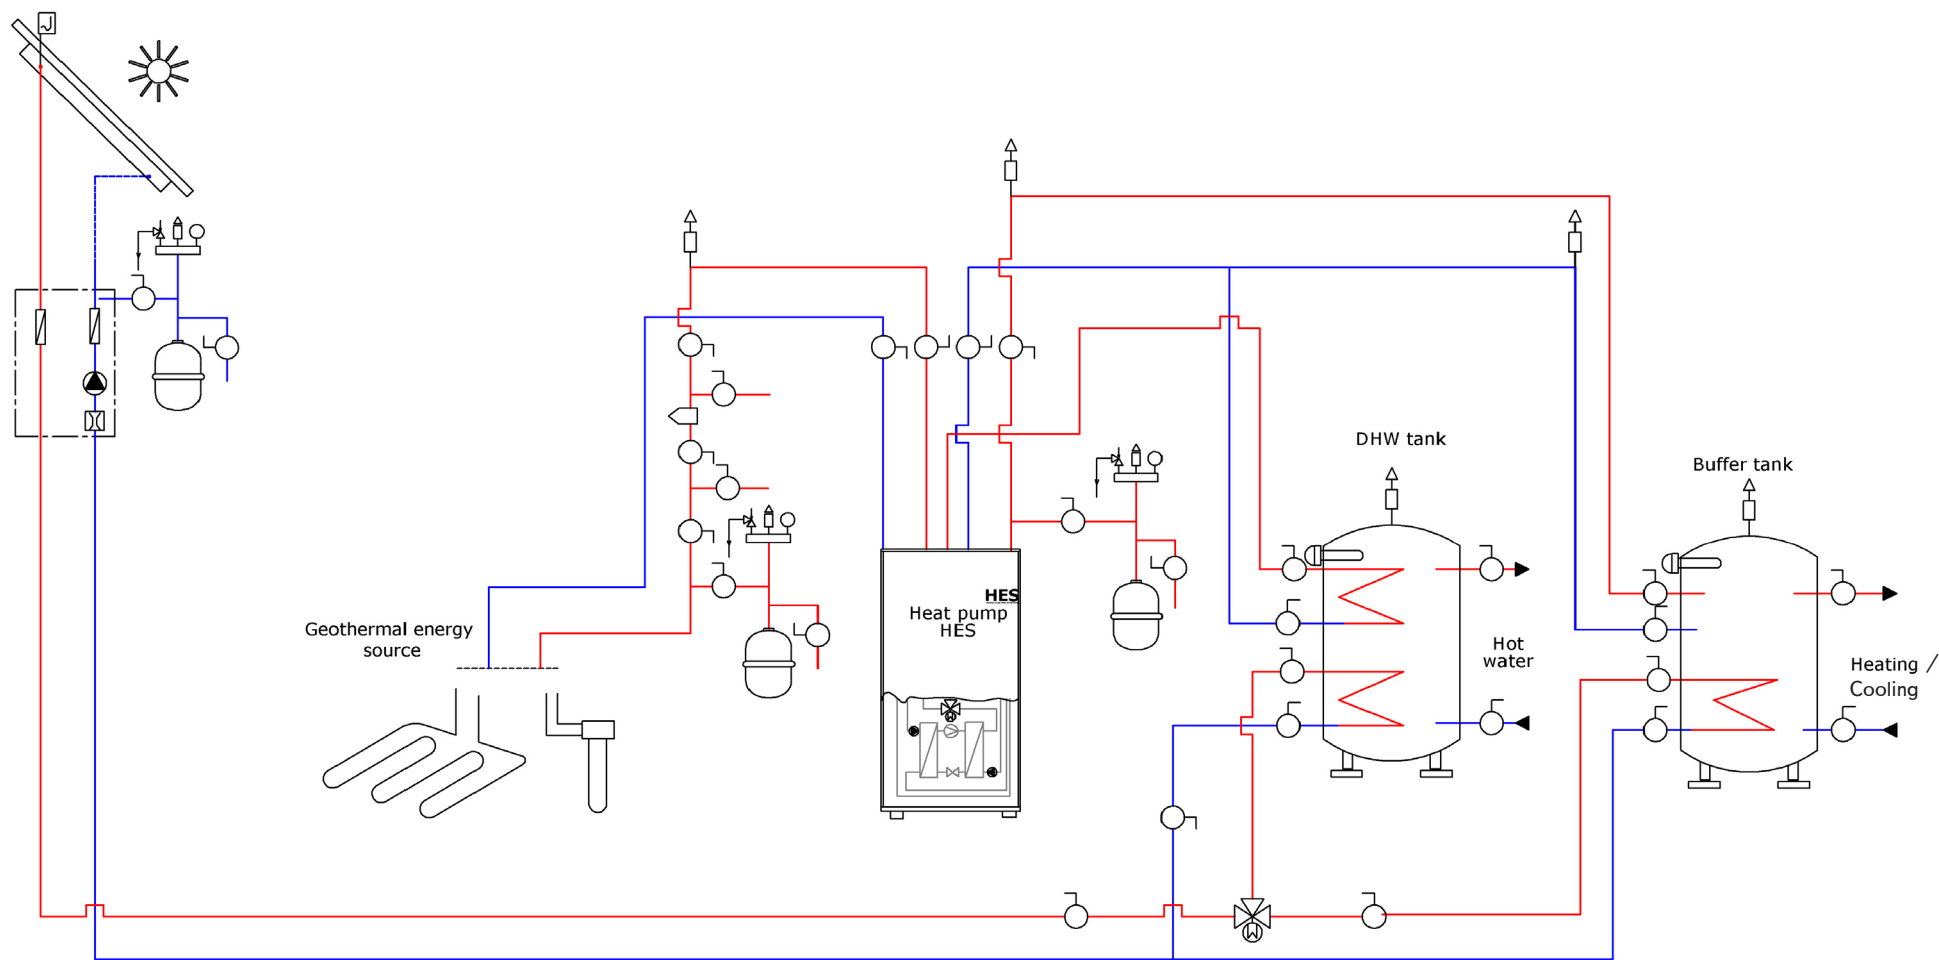 DHW tank
Buffer tank
HES
Heat pump
HES
Geothermal energy
source
Hot
water
Heating /
Cooling